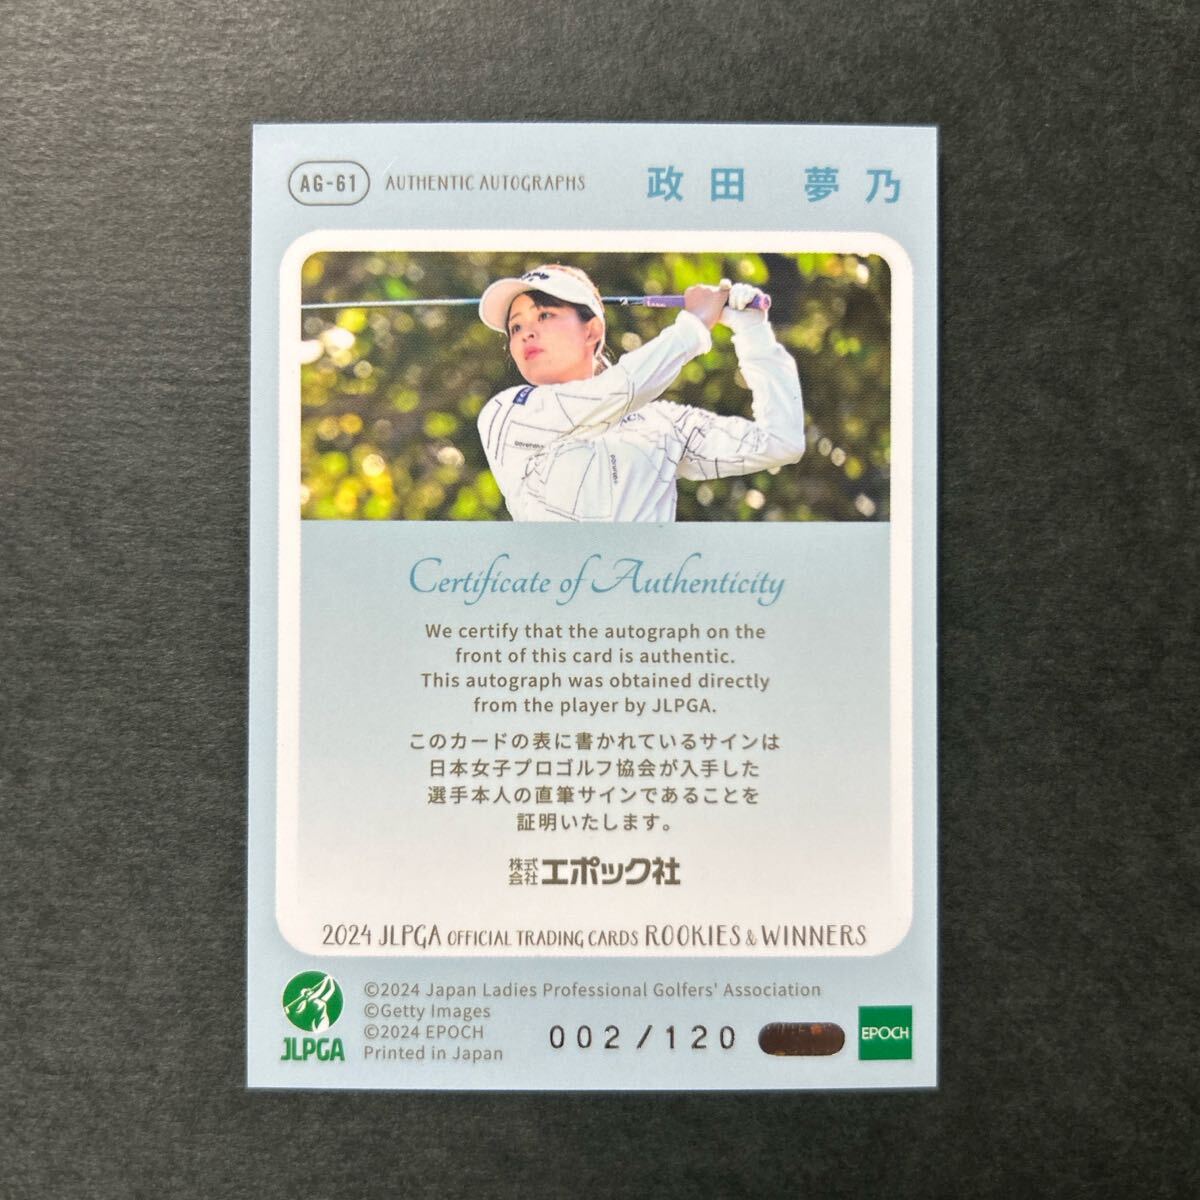 AG-61 AUTHENTIC AUTOGRAPHS 政田 夢乃
Certificate of Authenticity
We certify that the autograph on the
front of this card is authentic.
This autograph was obtained directly
from the player by JLPGA.
このカードの表に書かれているサインは
日本女子プロゴルフ協会が入手した
選手本人の直筆サインであることを
証明いたします。
株式会社エポック社
2024 JLPGA OFFICIAL TRADING CARDS ROOKIES & WINNERS
©2024 Japan Ladies Professional Golfers' Association
©Getty Images
©2024 EPOCH
Printed in Japan
JLPGA
002/120
EPOCH